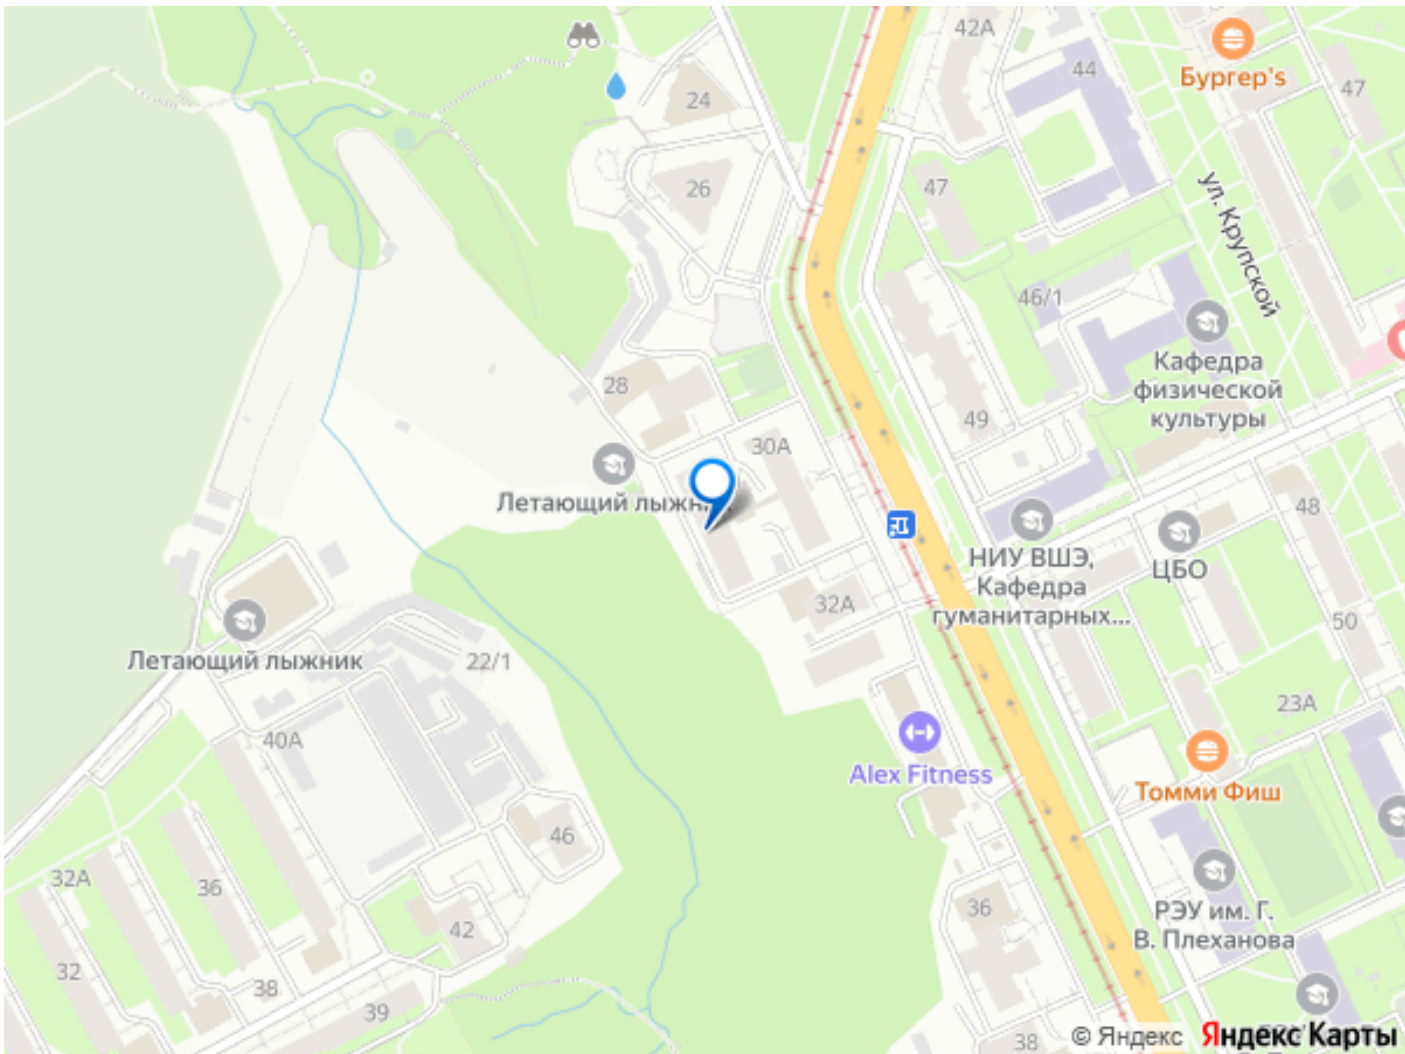 42А
44
Бургер's
47
24
26
47
ул. Крупской
46/1
Кафедра
физической
культуры
28
49
30А
Летающий лыжник
48
НИУ ВШЭ,
Кафедра
гуманитарных...
ЦБО
32А
50
Летающий лыжник
22/1
23А
40А
Alex Fitness
Томми Фиш
46
32А
36
36
42
РЭУ им. Г.
В. Плеханова
32
38
39
38
© Яндекс
Яндекс Карты